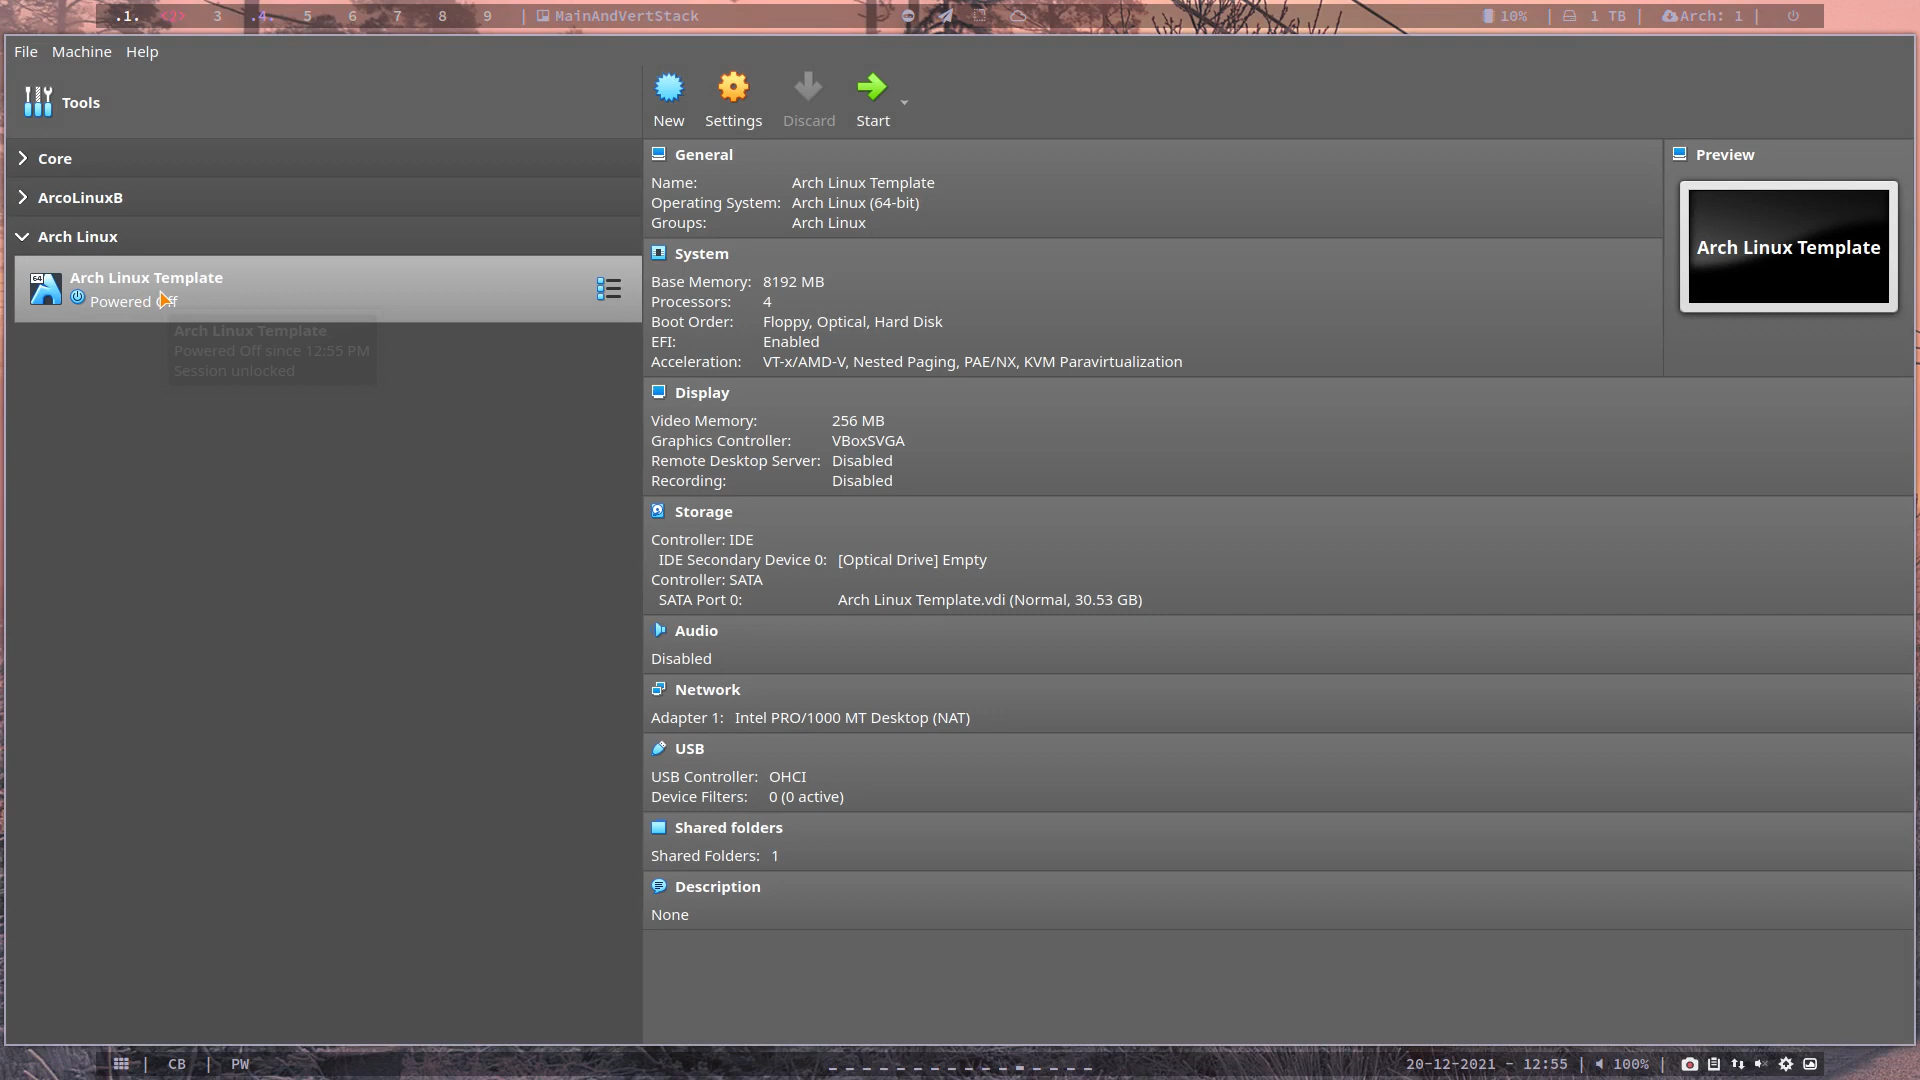 .1. <2> 3 .4. 5 6 7 8 9 | MainAndVertStack
10% | 1 TB | Arch: 1 |
File Machine Help
Tools
New Settings Discard Start
Core
ArcoLinuxB
Arch Linux
64
Arch Linux Template
Powered Off
Arch Linux Template
Powered Off since 12:55 PM
Session unlocked
General
Name: Arch Linux Template
Operating System: Arch Linux (64-bit)
Groups: Arch Linux
Preview
Arch Linux Template
System
Base Memory: 8192 MB
Processors: 4
Boot Order: Floppy, Optical, Hard Disk
EFI: Enabled
Acceleration: VT-x/AMD-V, Nested Paging, PAE/NX, KVM Paravirtualization
Display
Video Memory: 256 MB
Graphics Controller: VBoxSVGA
Remote Desktop Server: Disabled
Recording: Disabled
Storage
Controller: IDE
IDE Secondary Device 0: [Optical Drive] Empty
Controller: SATA
SATA Port 0: Arch Linux Template.vdi (Normal, 30.53 GB)
Audio
Disabled
Network
Adapter 1: Intel PRO/1000 MT Desktop (NAT)
USB
USB Controller: OHCI
Device Filters: 0 (0 active)
Shared folders
Shared Folders: 1
Description
None
| CB | PW
20-12-2021 - 12:55 | 100% |